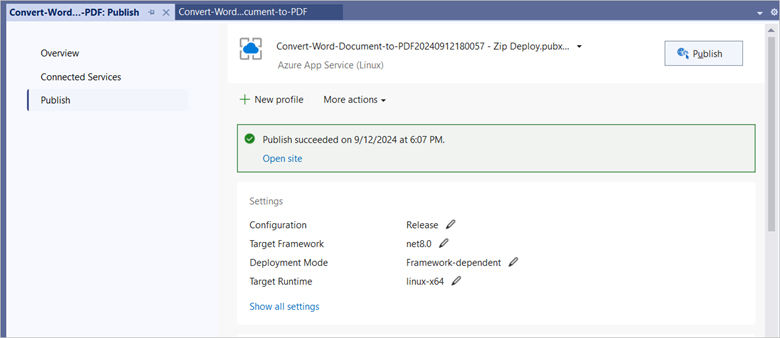 Convert-Word...-PDF: Publish
Convert-Word...cument-to-PDF
Overview
Connected Services
Publish
Convert-Word-Document-to-PDF20240912180057 - Zip Deploy.pubx...
Azure App Service (Linux)
Publish
New profile
More actions
Publish succeeded on 9/12/2024 at 6:07 PM.
Open site
Settings
Configuration Release
Target Framework net8.0
Deployment Mode Framework-dependent
Target Runtime linux-x64
Show all settings